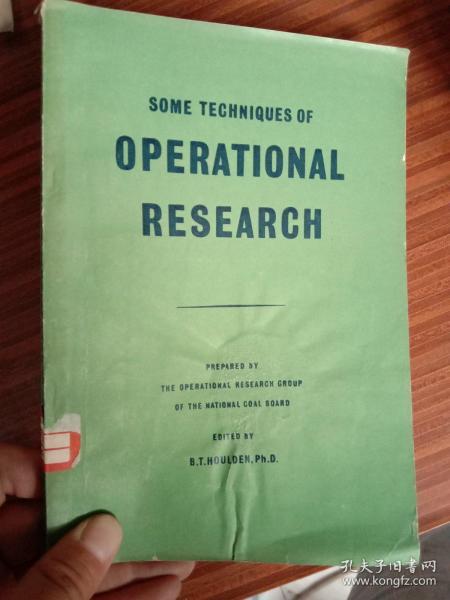 SOME TECHNIQUES OF
OPERATIONAL
RESEARCH
PREPARED BY
THE OPERATIONAL RESEARCH GROUP
OF THE NATIONAL COAL BOARD
EDITED BY
B.T. HOULDEN, Ph.D.
孔夫子旧书网
www.kongfz.com